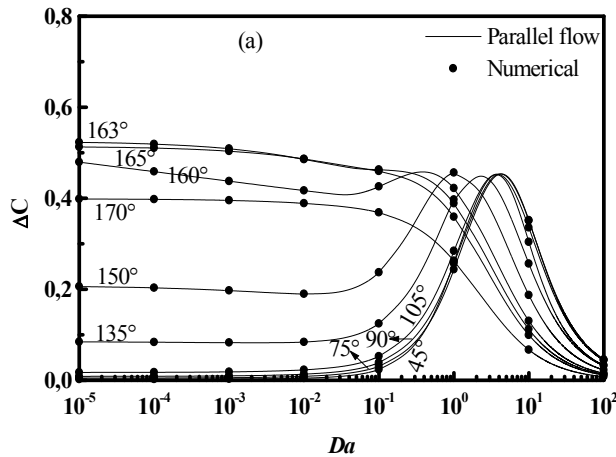 (a)
Parallel flow
Numerical
0,8
0,6
0,4
0,2
0,0
ΔC
163°
165°
160°
170°
150°
135°
105°
90°
75°
45°
10⁻⁵ 10⁻⁴ 10⁻³ 10⁻² 10⁻¹ 10⁰ 10¹ 10²
Da